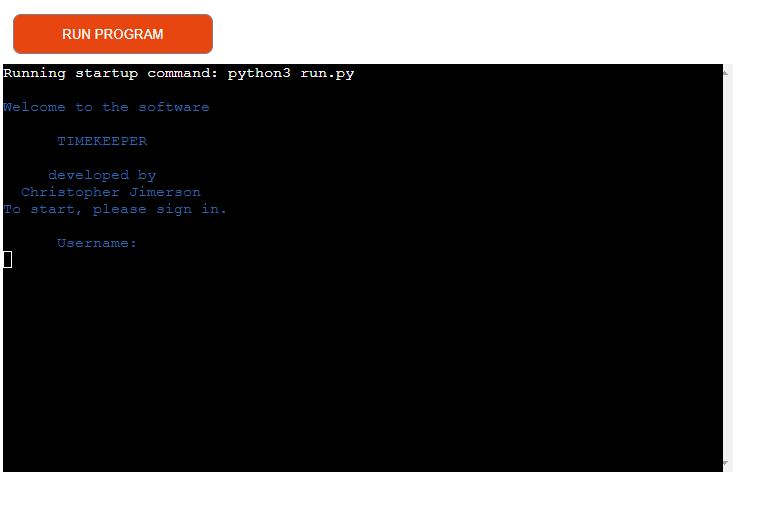 RUN PROGRAM
Running startup command: python3 run.py
Welcome to the software
TIMEKEEPER
developed by
Christopher Jimerson
To start, please sign in.
Username: